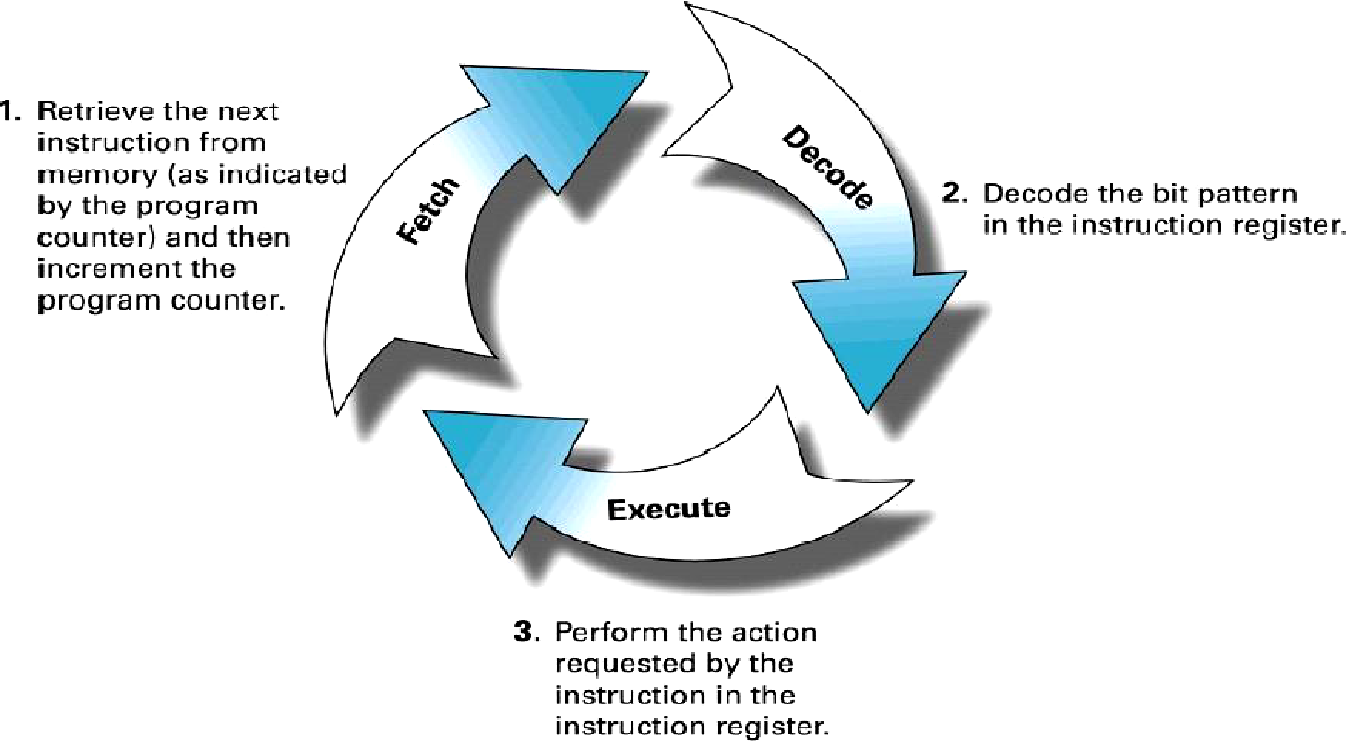 1. Retrieve the next
instruction from
memory (as indicated
by the program
counter) and then
increment the
program counter.
Fetch
Decode
2. Decode the bit pattern
in the instruction register.
Execute
3. Perform the action
requested by the
instruction in the
instruction register.